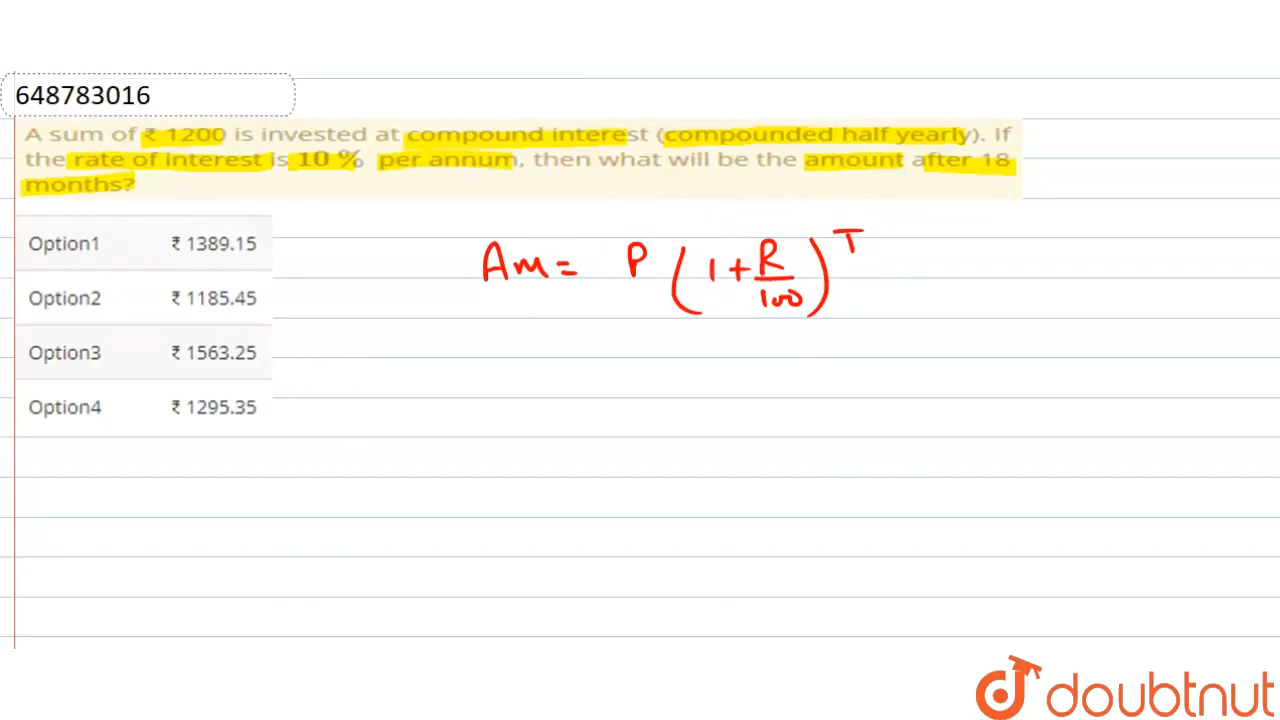 648783016
A sum of ₹ 1200 is invested at compound interest (compounded half yearly). If
the rate of interest is 10 % per annum, then what will be the amount after 18
months?
Option1 ₹ 1389.15
Option2 ₹ 1185.45
Option3 ₹ 1563.25
Option4 ₹ 1295.35
Am = P (1 + R/100)^T
doubtnut